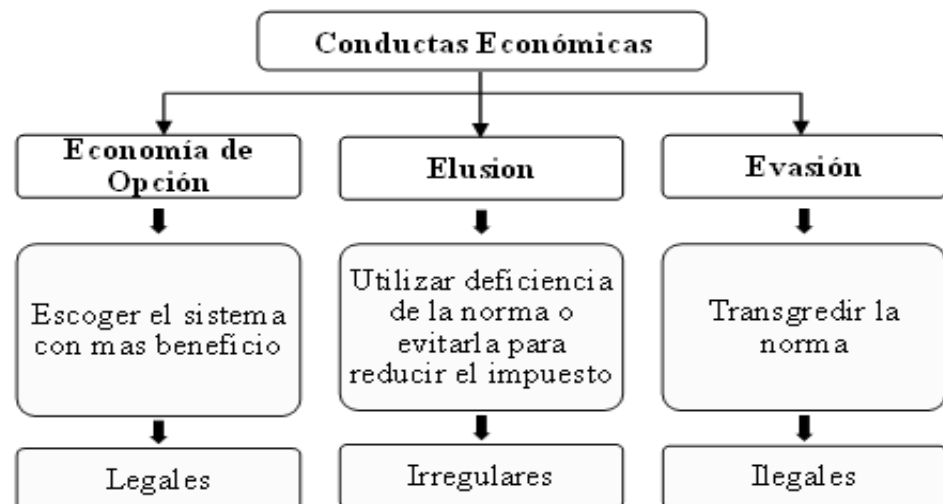 Conductas Económicas
Economía de
Opción
Elusion
Evasión
Escoger el sistema
con mas beneficio
Utilizar deficiencia
de la norma o
evitarla para
reducir el impuesto
Transgredir la
norma
Legales
Irregulares
Ilegales